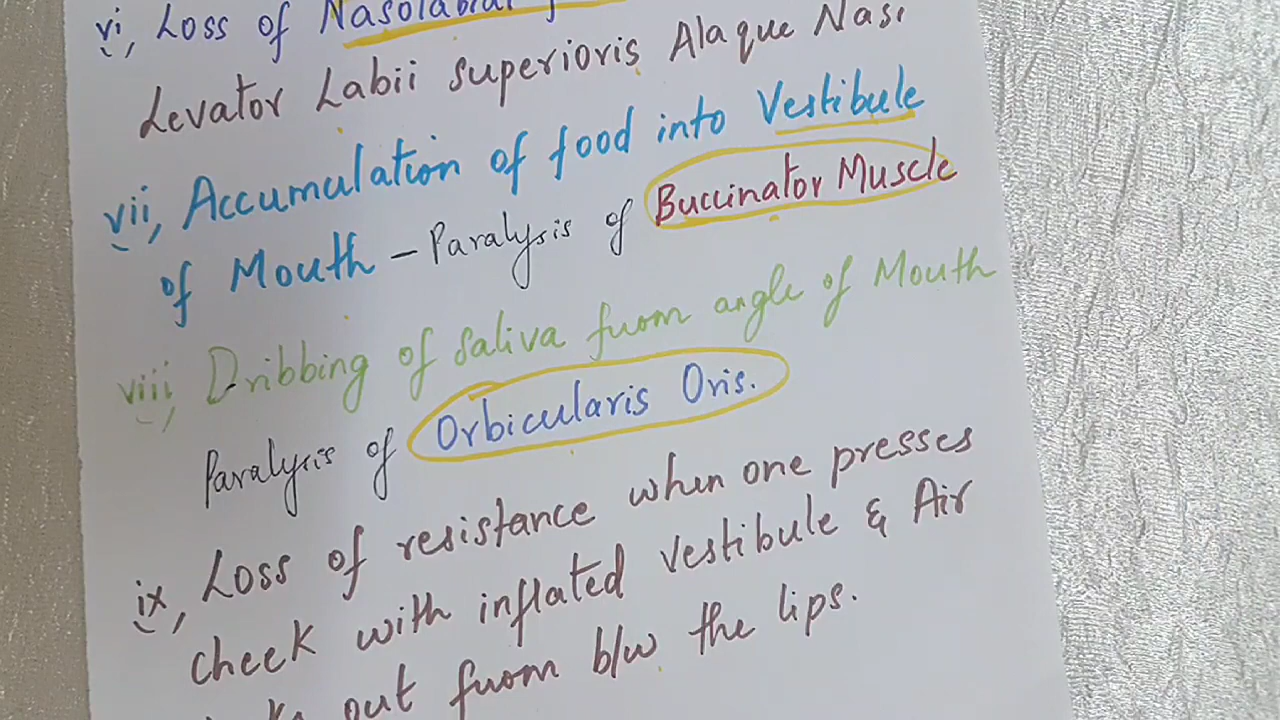 vi, Loss of Nasolabial
Levator Labii superioris Alaque Nasi
vii, Accumulation of food into Vestibule
of Mouth - Paralysis of Buccinator Muscle
viii, Dribbing of saliva from angle of Mouth
Paralysis of Orbicularis Oris.
ix, Loss of resistance when one presses
cheek with inflated vestibule & Air
out from b/w the lips.